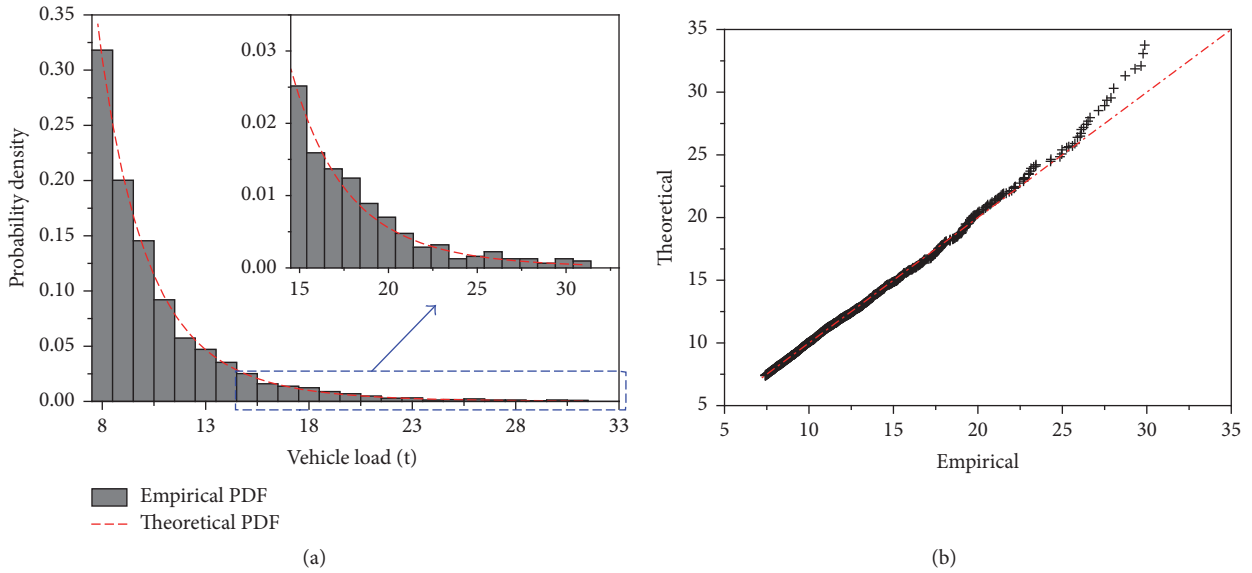 0.35
0.30
0.25
0.20
0.15
0.10
0.05
0.00
Probability density
8 13 18 23 28 33
Vehicle load (t)
0.03
0.02
0.01
0.00
15 20 25 30
Empirical PDF
Theoretical PDF
(a)
35
30
25
20
15
10
5
Theoretical
5 10 15 20 25 30 35
Empirical
(b)